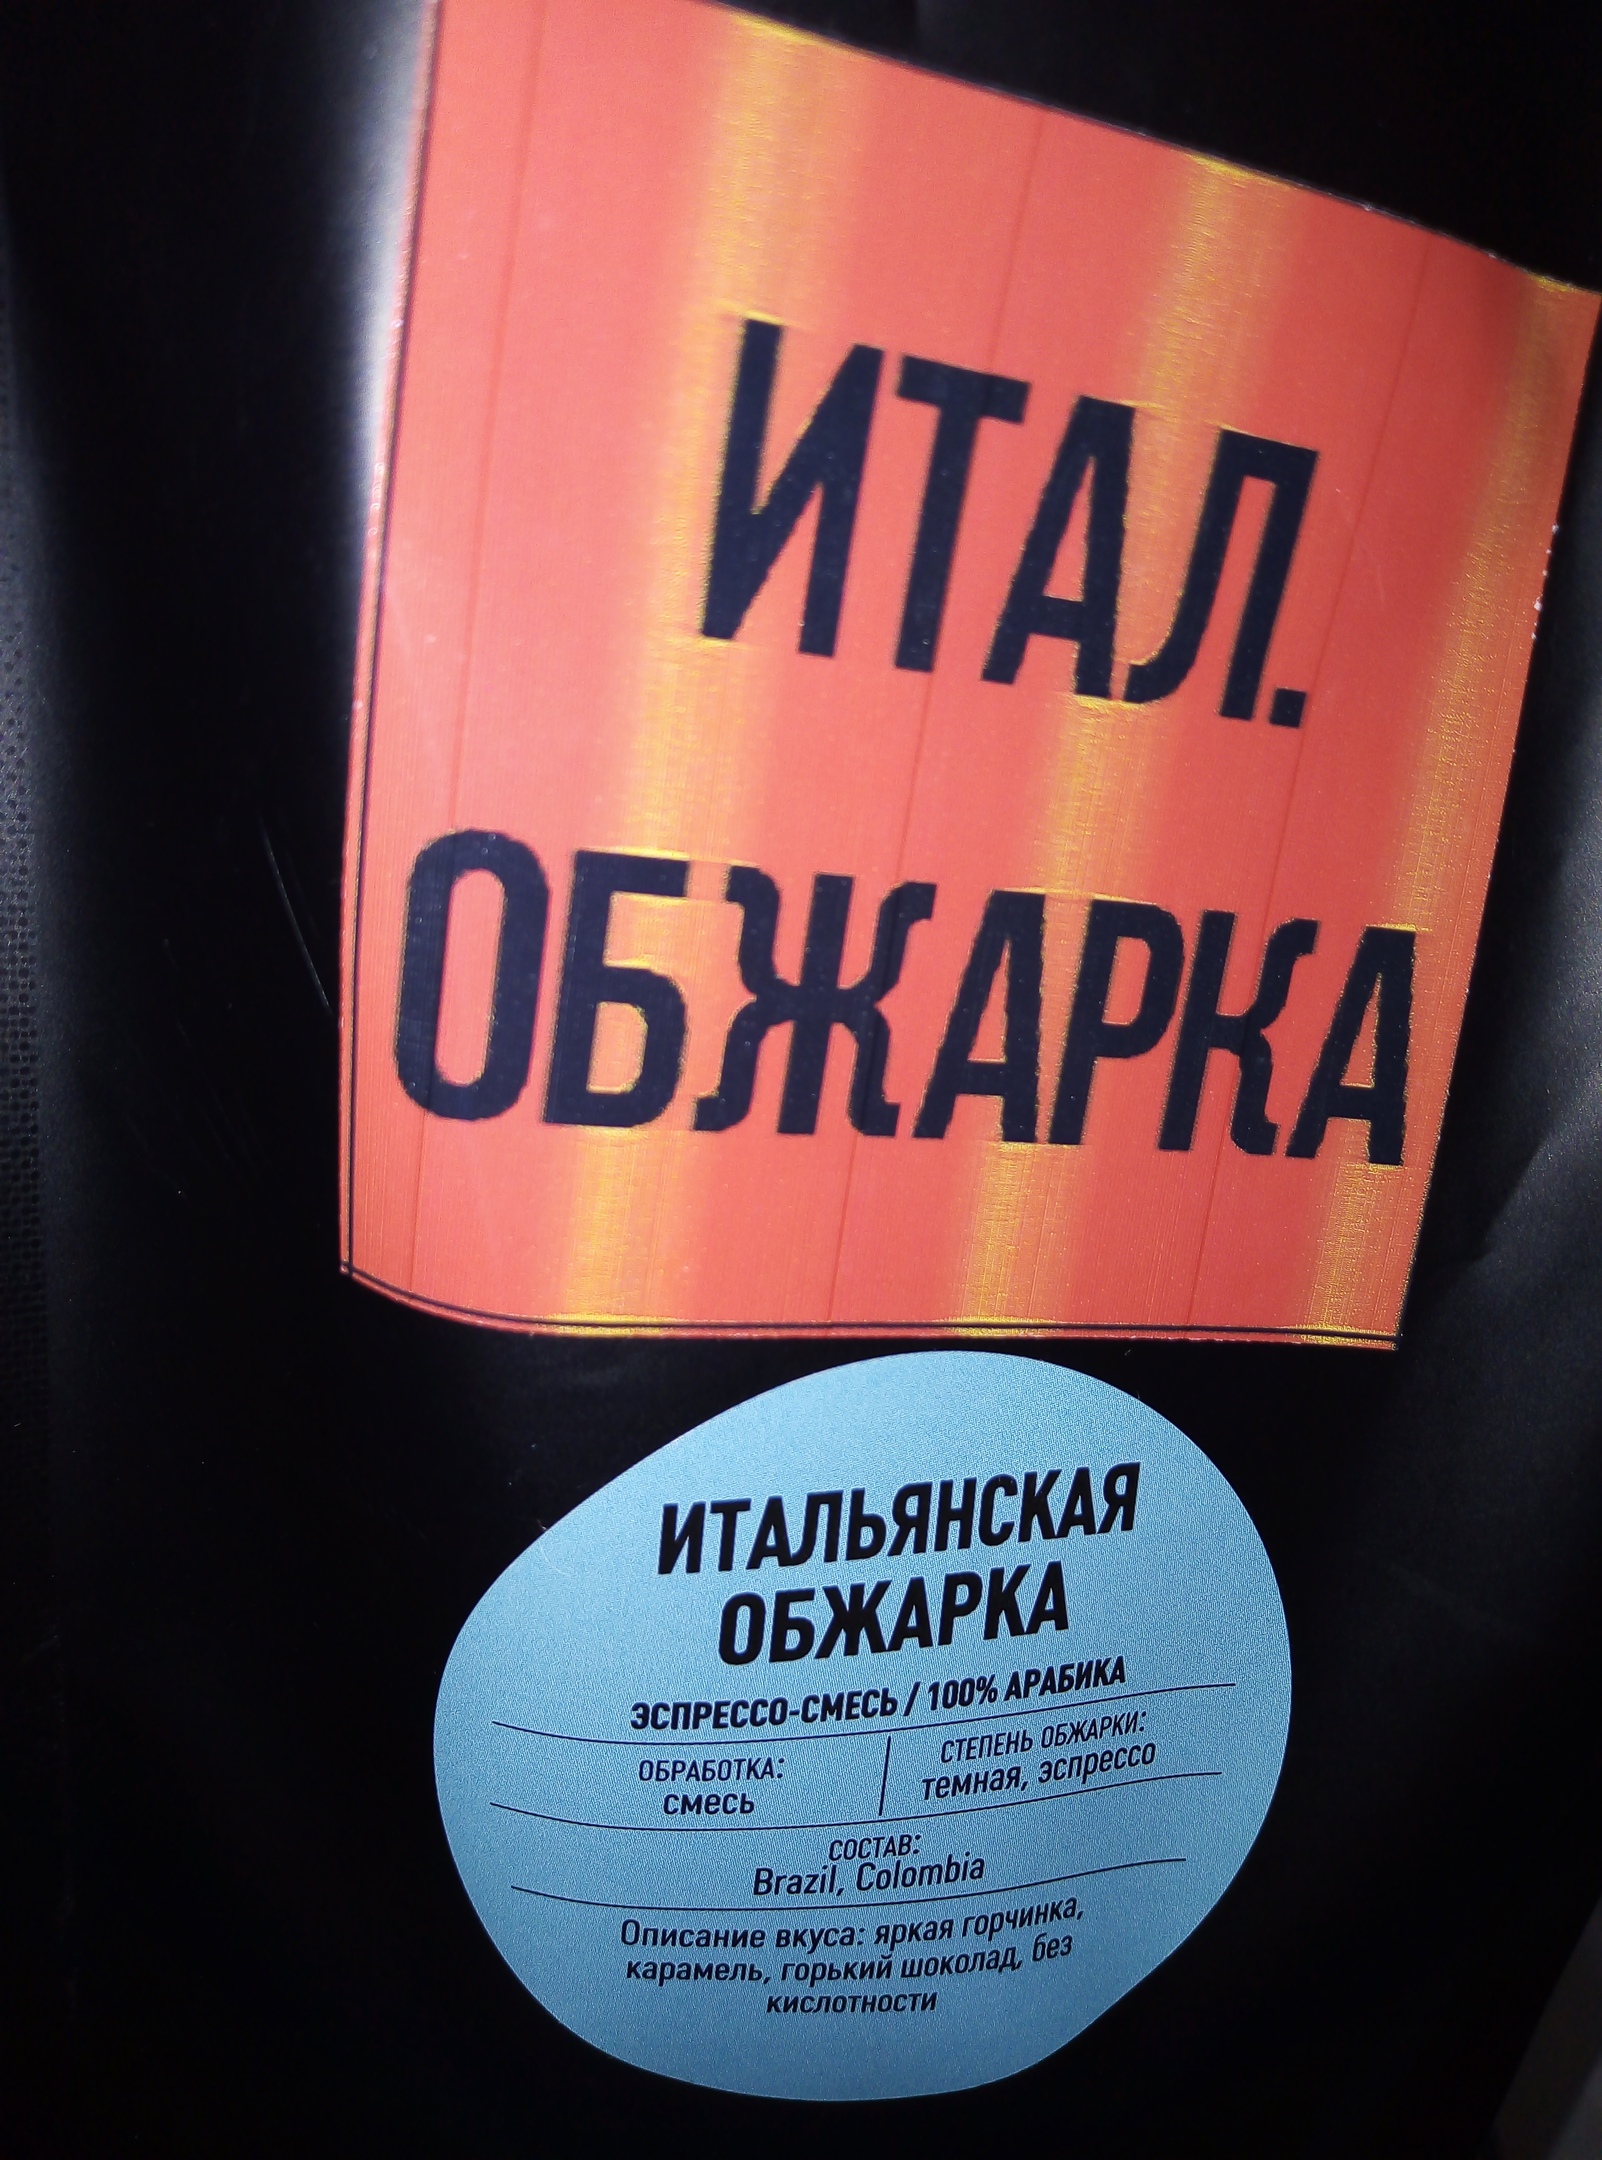 ИТАЛ.
ОБЖАРКА
ИТАЛЬЯНСКАЯ
ОБЖАРКА
ЭСПРЕССО-СМЕСЬ / 100% АРАБИКА
ОБРАБОТКА:
смесь
СТЕПЕНЬ ОБЖАРКИ:
темная, эспрессо
СОСТАВ:
Brazil, Colombia
Описание вкуса: яркая горчинка,
карамель, горький шоколад, без
кислотности